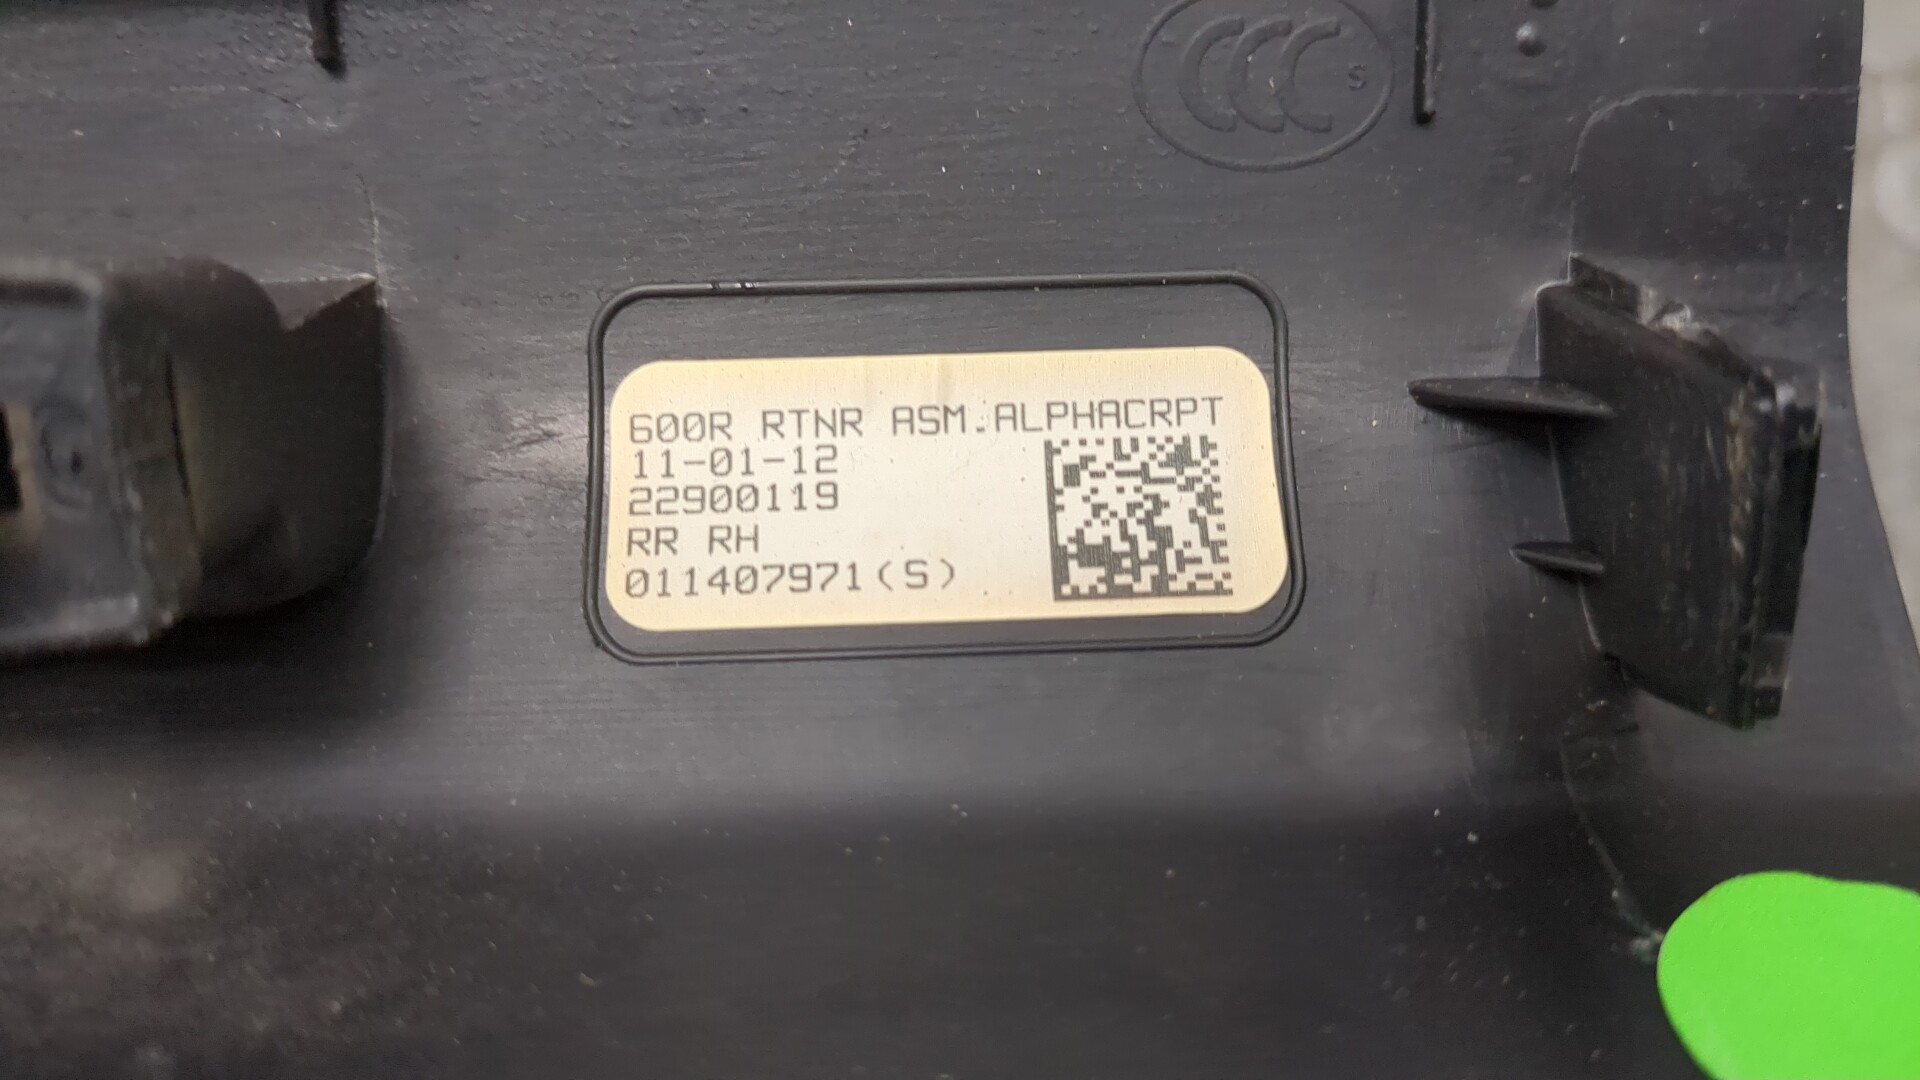 CCC S
600R RTNR ASM.ALPHACRPT
11-01-12
22900119
RR RH
011407971(S)